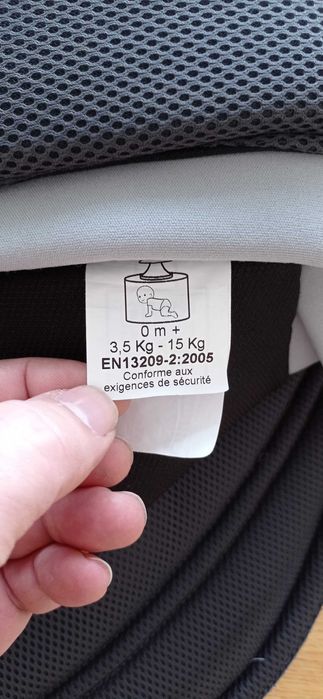 0 m +
3,5 Kg - 15 Kg
EN13209-2:2005
Conforme aux
exigences de sécurité